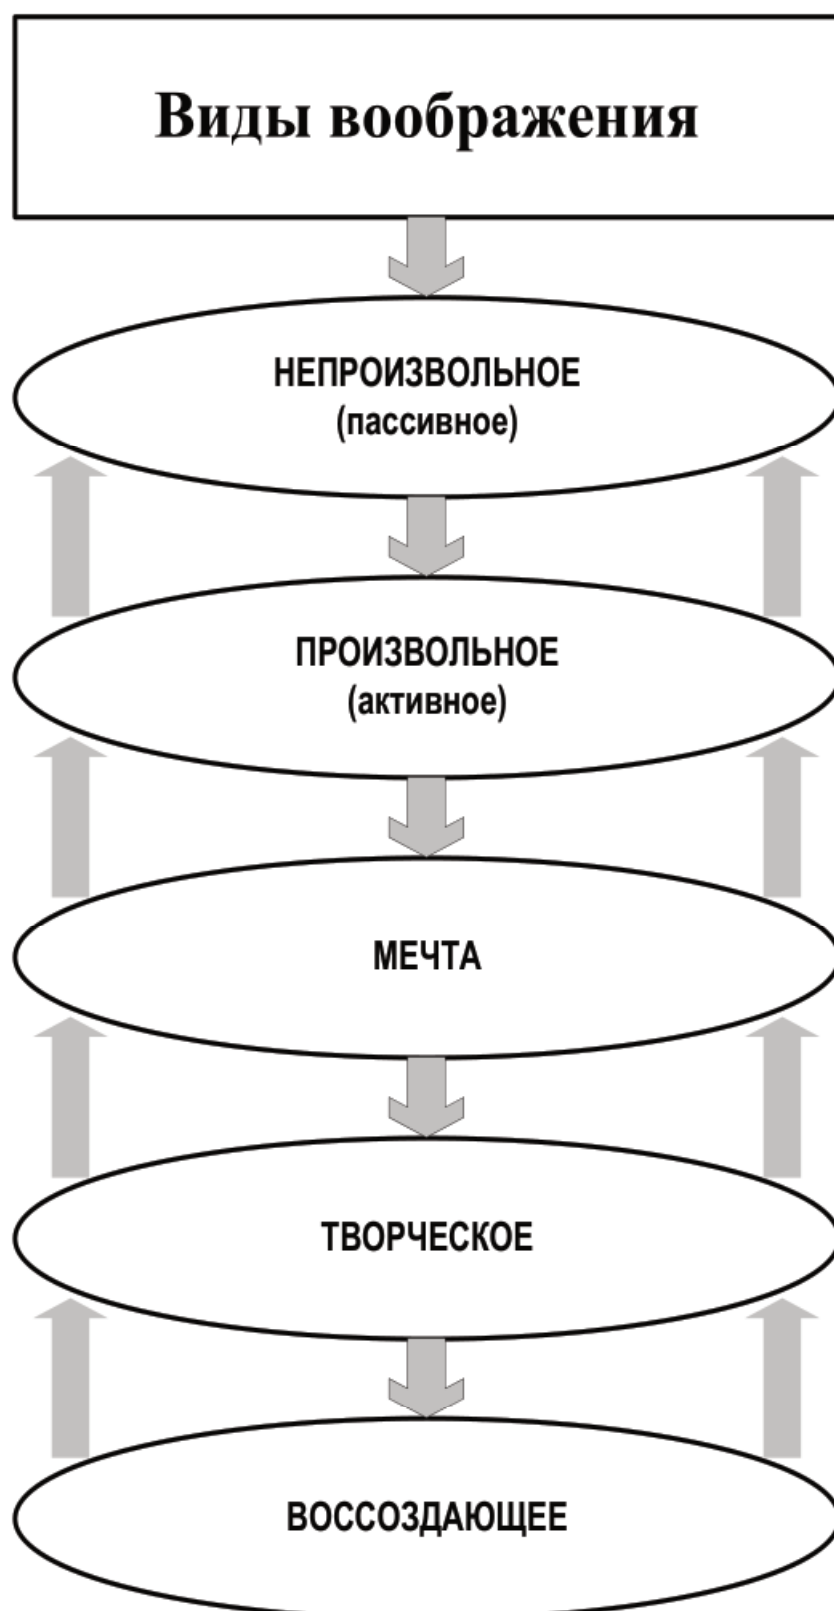 Виды воображения
НЕПРОИЗВОЛЬНОЕ
(пассивное)
ПРОИЗВОЛЬНОЕ
(активное)
МЕЧТА
ТВОРЧЕСКОЕ
ВОССОЗДАЮЩЕЕ